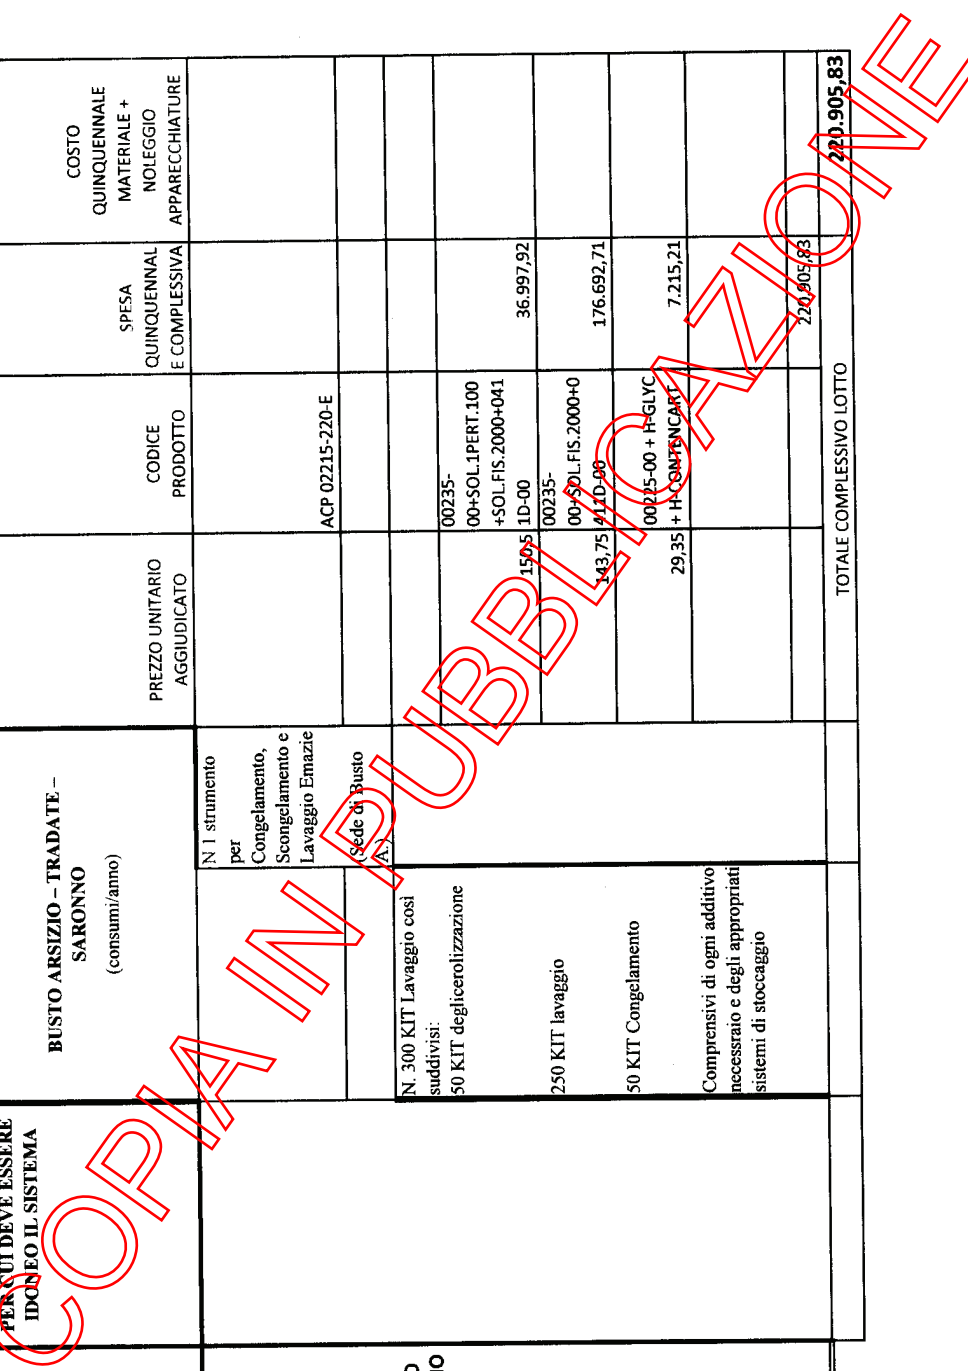 PER CUI DEVE ESSERE
IDONEO IL SISTEMA
BUSTO ARSIZIO – TRADATE –
SARONNO
(consumi/anno)
PREZZO UNITARIO
AGGIUDICATO
CODICE
PRODOTTO
SPESA
QUINQUENNAL
E COMPLESSIVA
COSTO
QUINQUENNALE
MATERIALE +
NOLEGGIO
APPARECCHIATURE
N 1 strumento
per
Congelamento,
Scongelamento e
Lavaggio Emazie
ACP 02215-220-E
(Sede di Busto
A.)
N. 300 KIT Lavaggio così
suddivisi:
50 KIT deglicerolizzazione
150,5
00235-
00+SOL.1PERT.100
+SOL.FIS.2000+041
1D-00
36.997,92
250 KIT lavaggio
143,75
00235-
00+SOL.FIS.2000+0
411D-00
176.692,71
50 KIT Congelamento
29,35
00225-00 + H-GLYC
+ H-CONTENCART
7.215,21
Comprensivi di ogni additivo
necessraio e degli appropriati
sistemi di stoccaggio
220.905,83
TOTALE COMPLESSIVO LOTTO
220.905,83
COPIA IN PUBBLICAZIONE